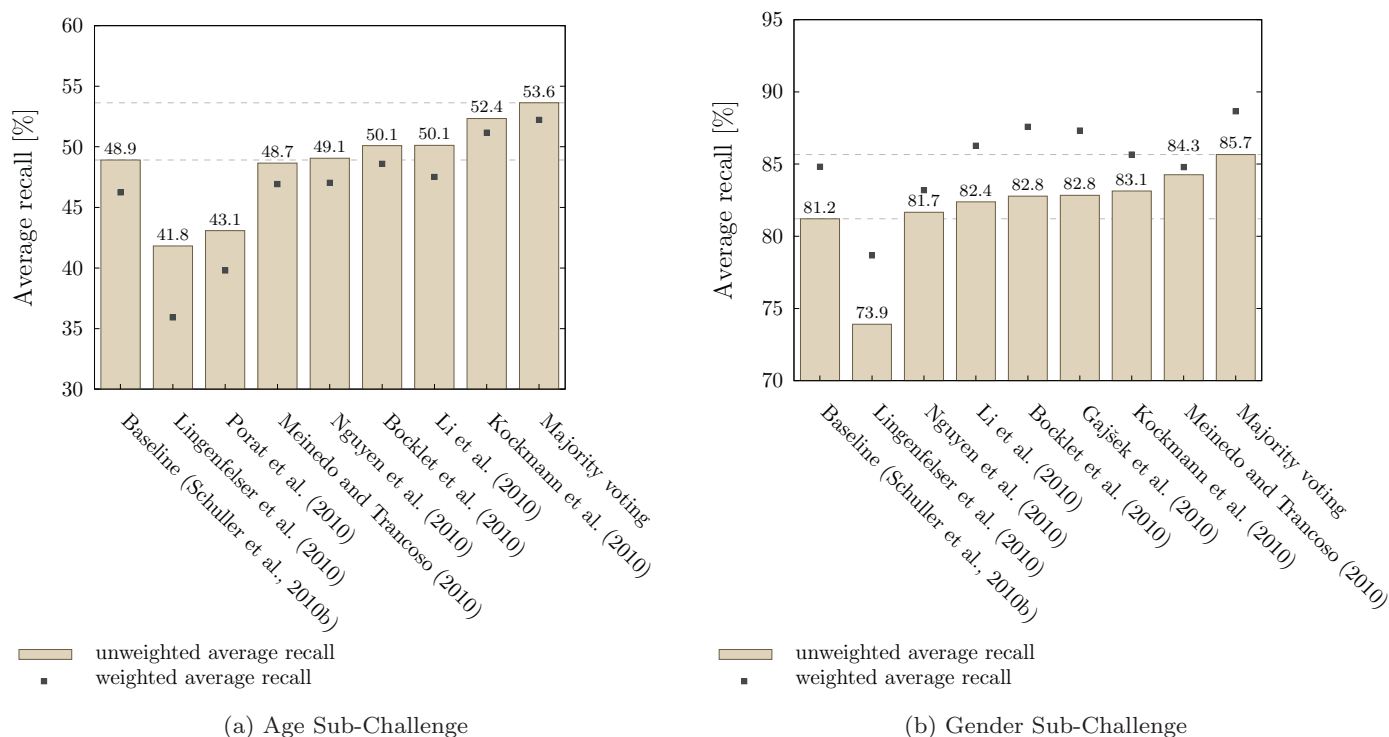 Average recall [%]
60
55
50
45
40
35
30
48.9
41.8
43.1
48.7
49.1
50.1
50.1
52.4
53.6
Baseline (Schuller et al., 2010b)
Lingenfelser et al. (2010)
Porat et al. (2010)
Meinedo and Trancoso (2010)
Nguyen et al. (2010)
Bocklet et al. (2010)
Li et al. (2010)
Kockmann et al. (2010)
Majority voting
unweighted average recall
weighted average recall
(a) Age Sub-Challenge
Average recall [%]
95
90
85
80
75
70
81.2
73.9
81.7
82.4
82.8
82.8
83.1
84.3
85.7
Baseline (Schuller et al., 2010b)
Lingenfelser et al. (2010)
Nguyen et al. (2010)
Li et al. (2010)
Bocklet et al. (2010)
Gajšek et al. (2010)
Kockmann et al. (2010)
Meinedo and Trancoso (2010)
Majority voting
unweighted average recall
weighted average recall
(b) Gender Sub-Challenge